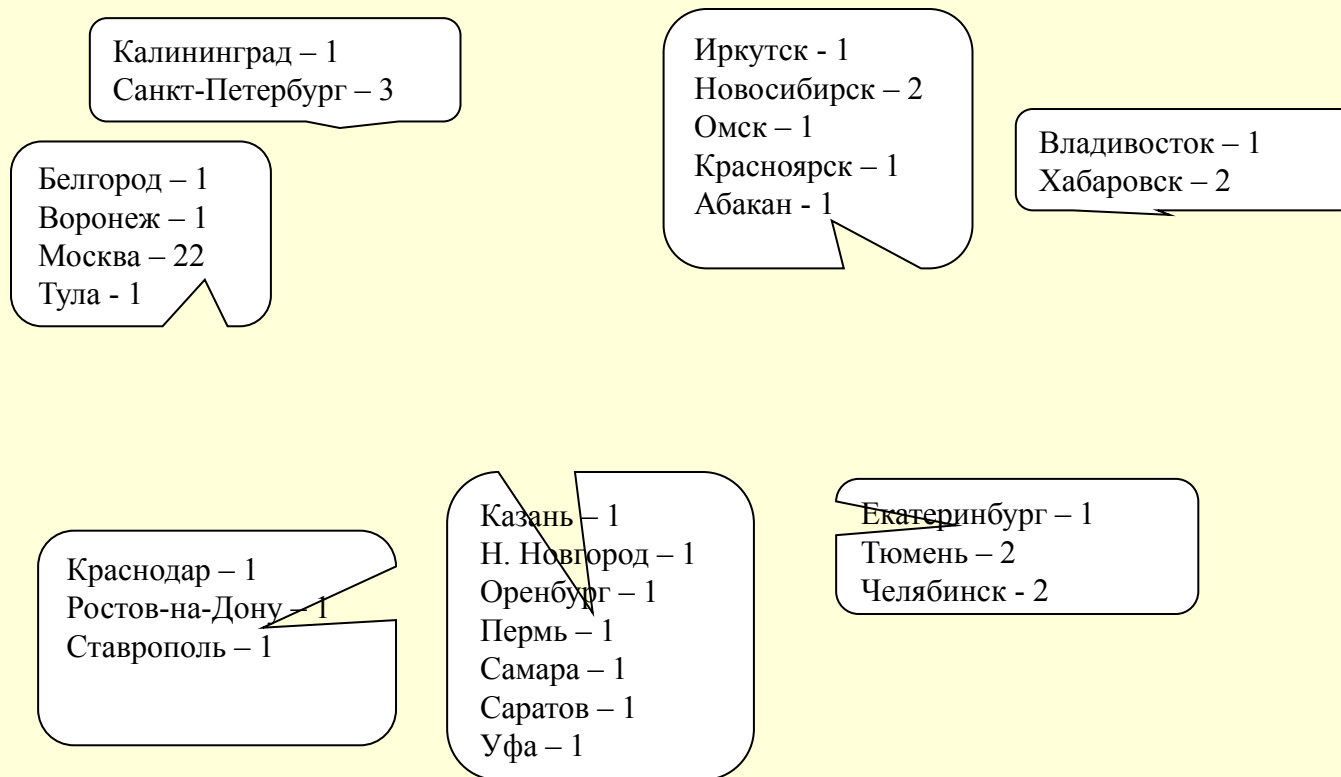 Калининград – 1
Санкт-Петербург – 3
Белгород – 1
Воронеж – 1
Москва – 22
Тула - 1
Иркутск - 1
Новосибирск – 2
Омск – 1
Красноярск – 1
Абакан - 1
Владивосток – 1
Хабаровск – 2
Краснодар – 1
Ростов-на-Дону – 1
Ставрополь – 1
Казань – 1
Н. Новгород – 1
Оренбург – 1
Пермь – 1
Самара – 1
Саратов – 1
Уфа – 1
Екатеринбург – 1
Тюмень – 2
Челябинск - 2